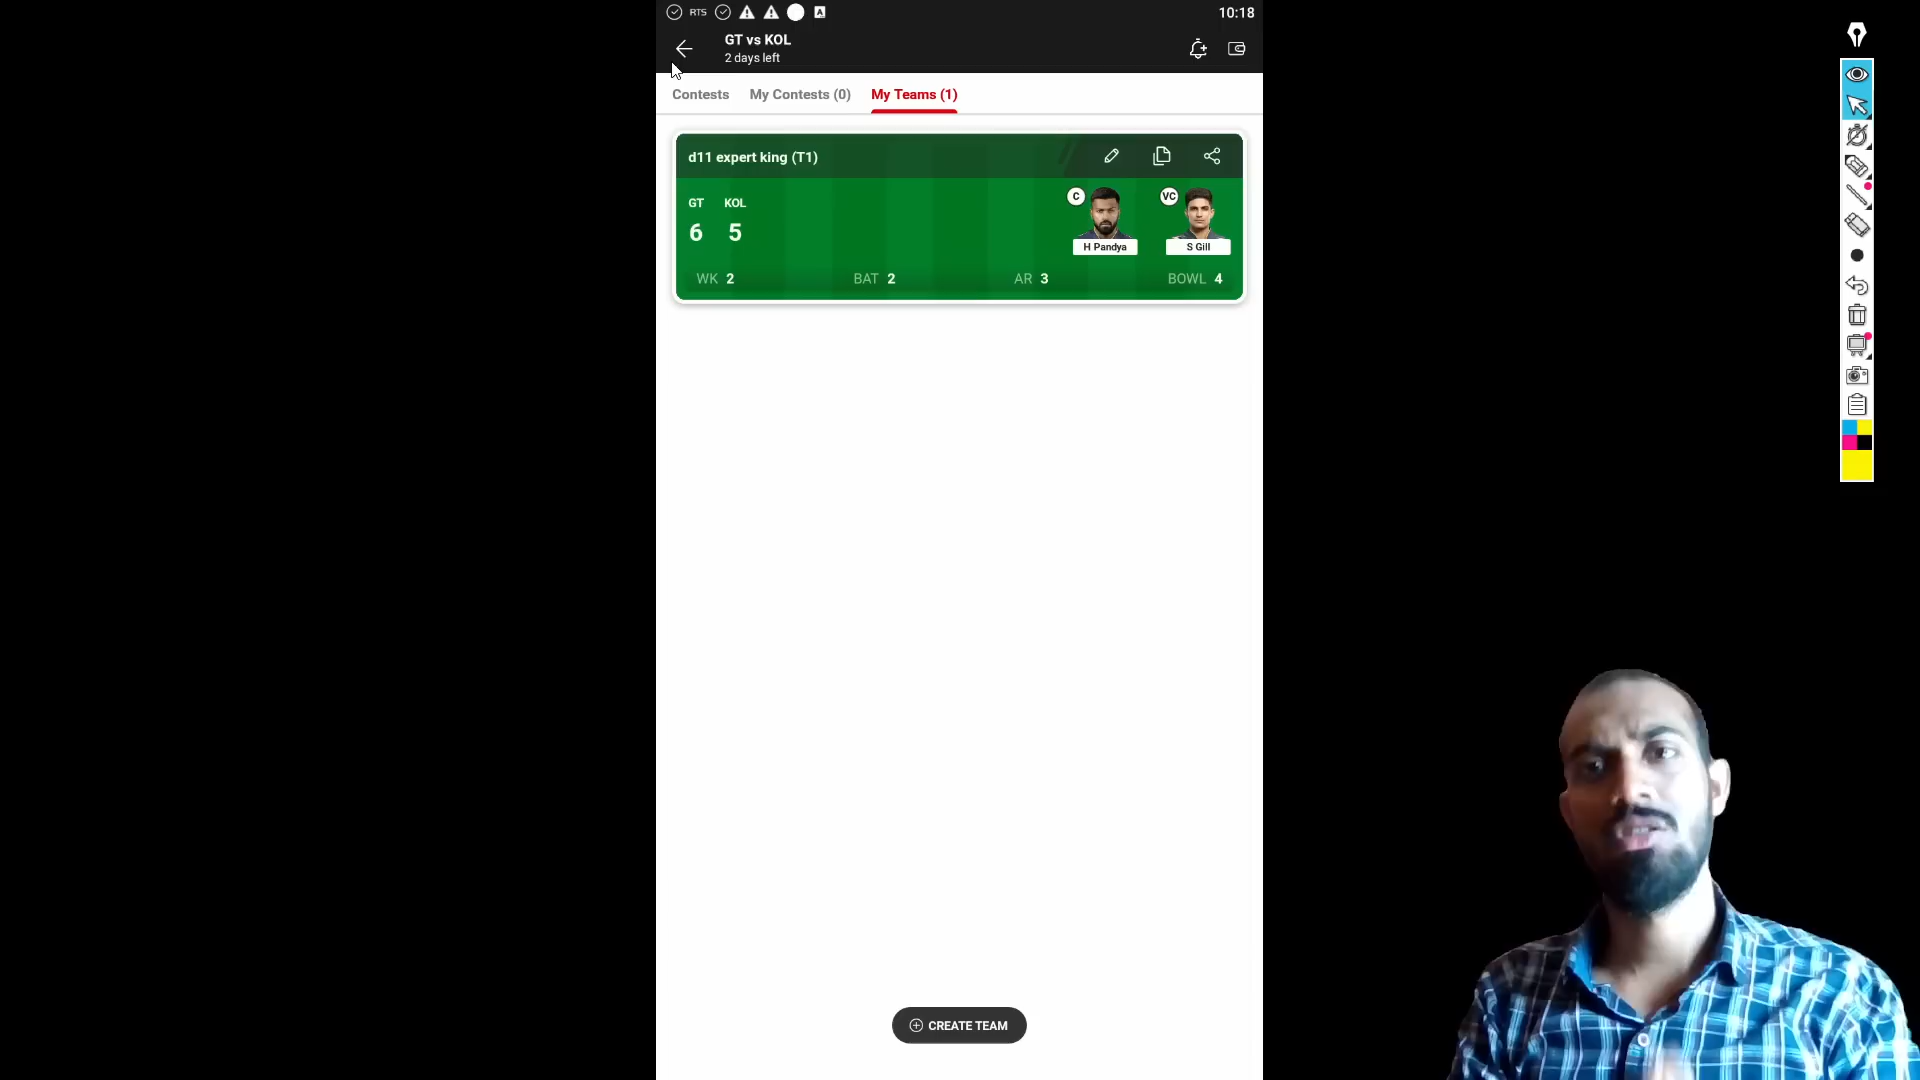 RTS
A
10:18
GT vs KOL
2 days left
Contests
My Contests (0)
My Teams (1)
d11 expert king (T1)
GT
KOL
6
5
C
VC
H Pandya
S Gill
WK 2
BAT 2
AR 3
BOWL 4
CREATE TEAM